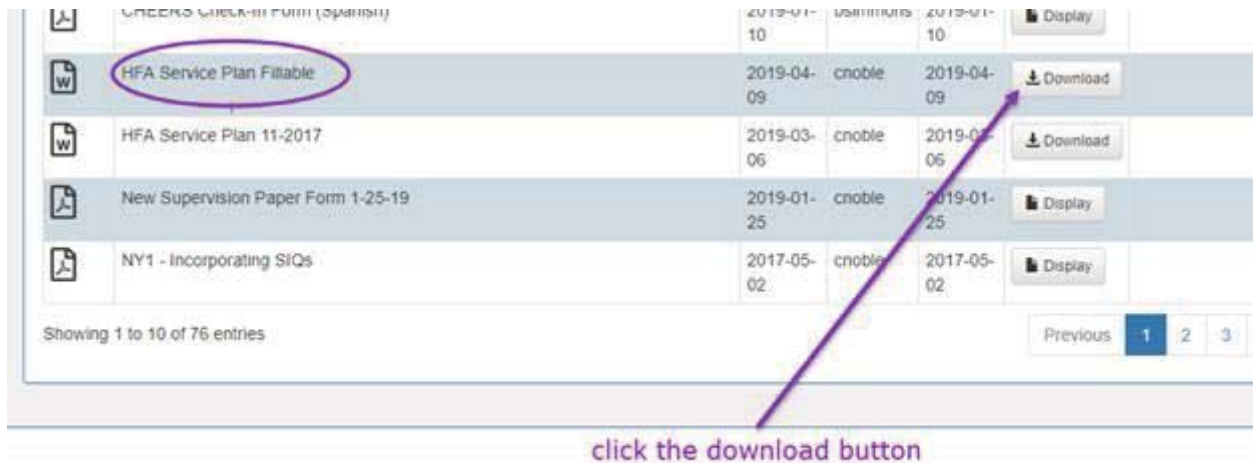 CHEERS Check-In Form (Spanish) 2019-01- bsimmons 2019-01- Display
10 10
HFA Service Plan Fillable 2019-04- cnoble 2019-04- Download
09 09
HFA Service Plan 11-2017 2019-03- cnoble 2019-03- Download
06 06
New Supervision Paper Form 1-25-19 2019-01- cnoble 2019-01- Display
25 25
NY1 - Incorporating SIQs 2017-05- cnoble 2017-05- Display
02 02
Showing 1 to 10 of 76 entries Previous 1 2 3
click the download button